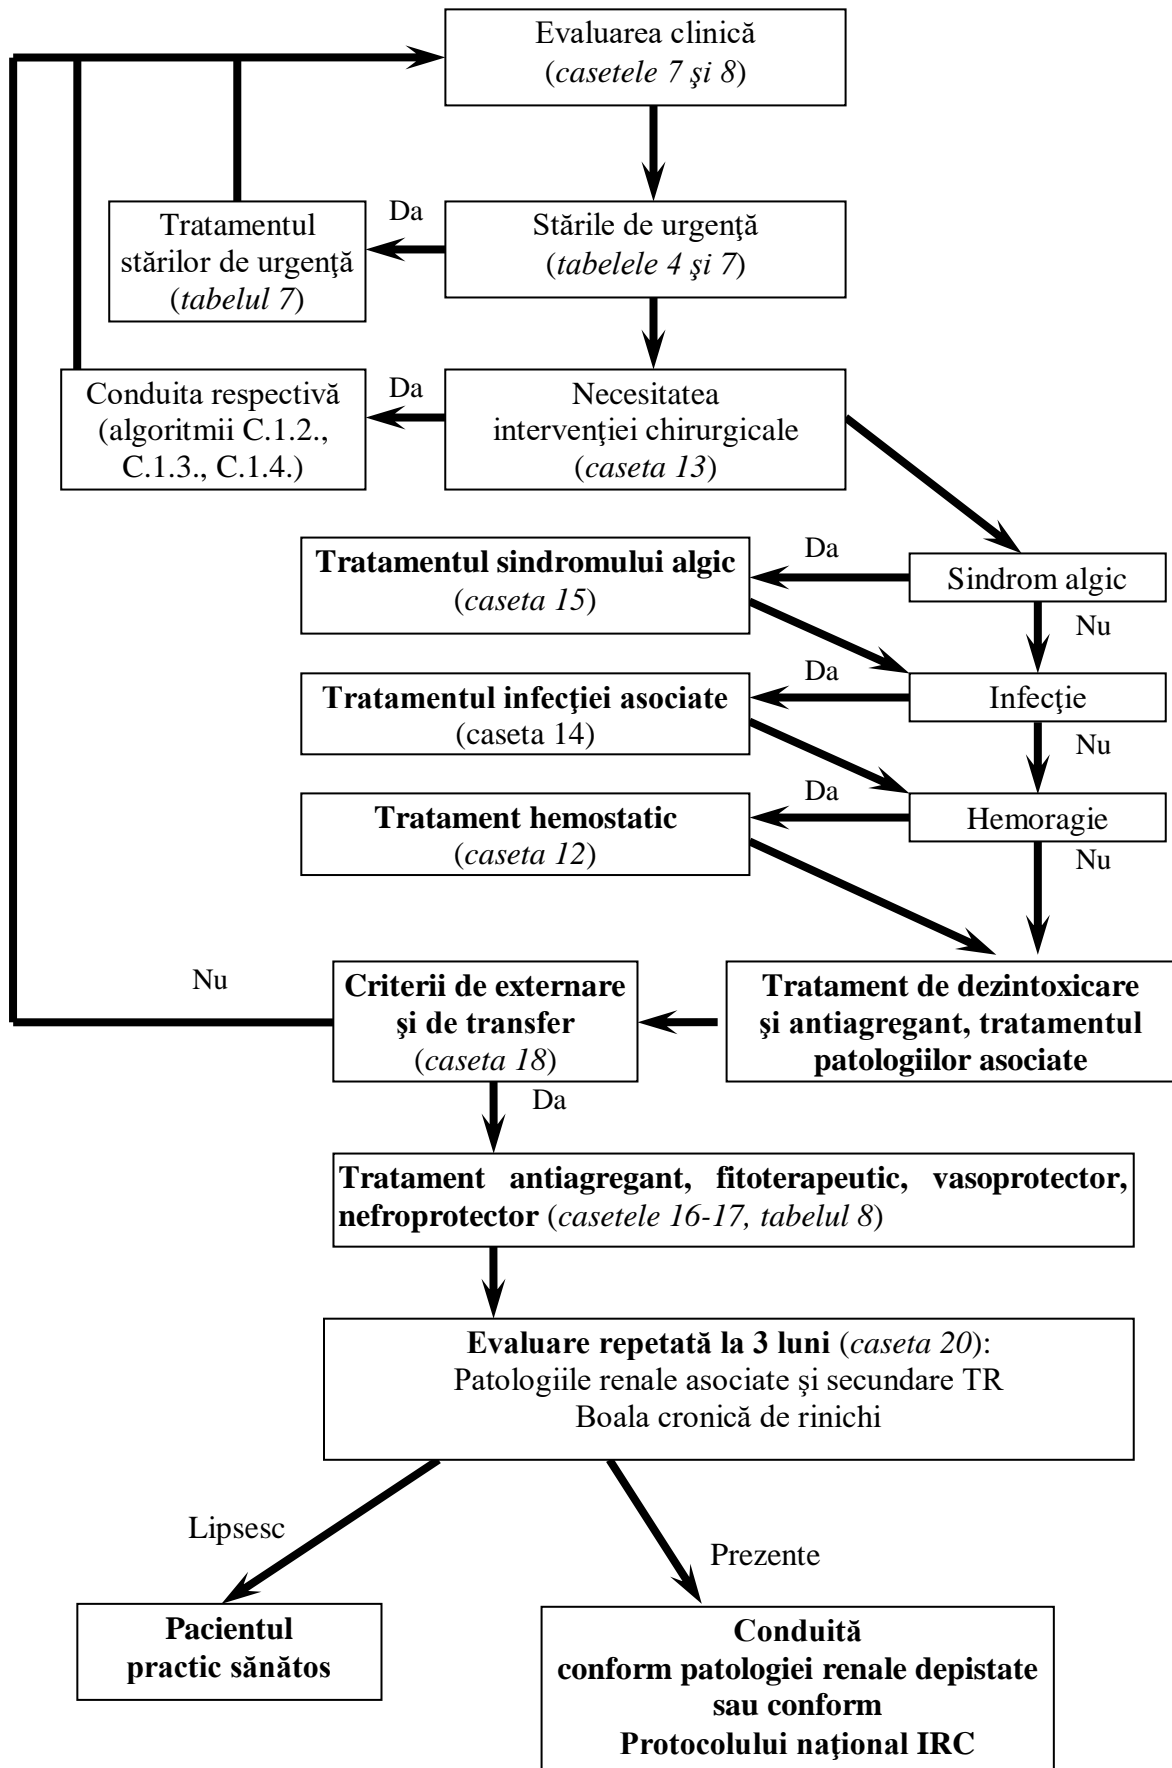 Evaluarea clinică
(casetele 7 şi 8)
Da
Tratamentul
stărilor de urgenţă
(tabelul 7)
Stările de urgenţă
(tabelele 4 şi 7)
Da
Conduita respectivă
(algoritmii C.1.2.,
C.1.3., C.1.4.)
Necesitatea
intervenţiei chirurgicale
(caseta 13)
Da
Tratamentul sindromului algic
(caseta 15)
Sindrom algic
Nu
Da
Tratamentul infecţiei asociate
(caseta 14)
Infecţie
Nu
Da
Tratament hemostatic
(caseta 12)
Hemoragie
Nu
Nu
Criterii de externare
şi de transfer
(caseta 18)
Tratament de dezintoxicare
şi antiagregant, tratamentul
patologiilor asociate
Da
Tratament antiagregant, fitoterapeutic, vasoprotector,
nefroprotector (casetele 16-17, tabelul 8)
Evaluare repetată la 3 luni (caseta 20):
Patologiile renale asociate şi secundare TR
Boala cronică de rinichi
Lipsesc
Prezente
Pacientul
practic sănătos
Conduită
conform patologiei renale depistate
sau conform
Protocolului naţional IRC